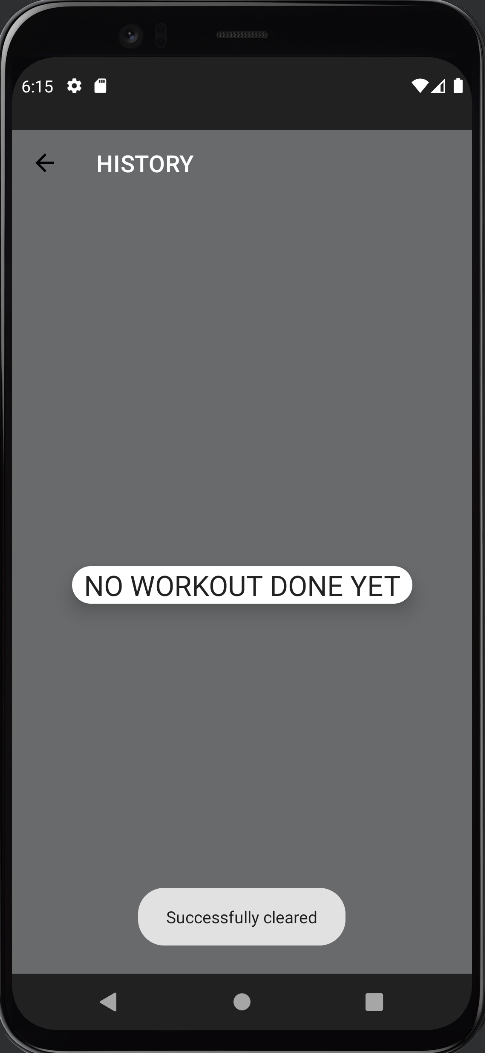 6:15
HISTORY
NO WORKOUT DONE YET
Successfully cleared